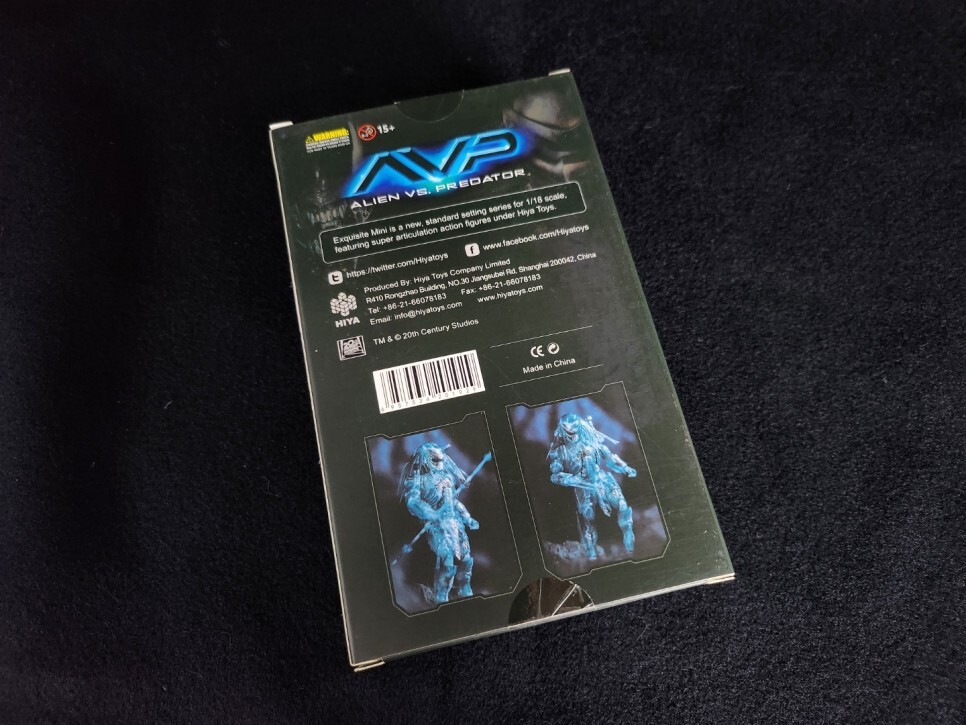 WARNING:
15+
AVP
ALIEN VS. PREDATOR
Exquisite Mini is a new, standard setting series for 1/18 scale,
featuring super articulation action figures under Hiya Toys.
https://twitter.com/Hiyatoys
www.facebook.com/Hiyatoys
Produced By: Hiya Toys Company Limited
R410 Rongzhao Building, NO.30 Jiangsubei Rd, Shanghai 200042, China
Tel: +86-21-66078183 Fax: +86-21-66078183
Email: info@hiyatoys.com www.hiyatoys.com
HIYA
TM & © 20th Century Studios
CE
Made in China